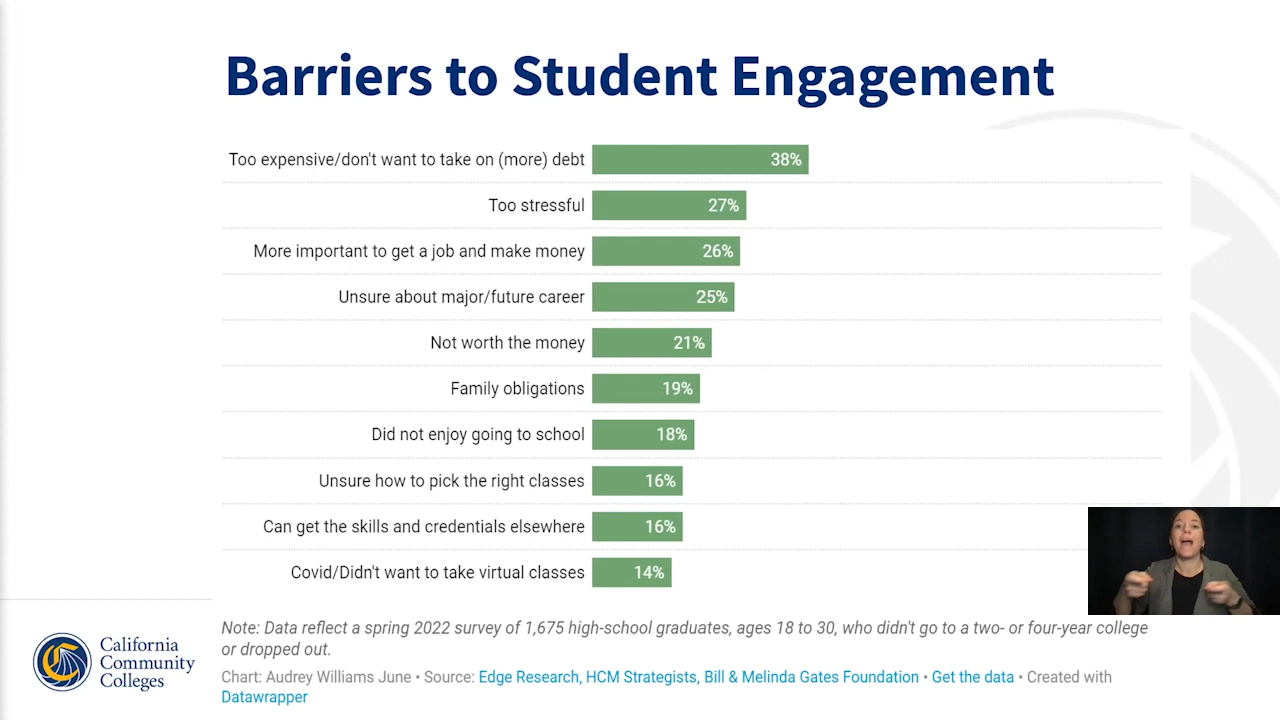 Barriers to Student Engagement
Too expensive/don't want to take on (more) debt 38%
Too stressful 27%
More important to get a job and make money 26%
Unsure about major/future career 25%
Not worth the money 21%
Family obligations 19%
Did not enjoy going to school 18%
Unsure how to pick the right classes 16%
Can get the skills and credentials elsewhere 16%
Covid/Didn't want to take virtual classes 14%
Note: Data reflect a spring 2022 survey of 1,675 high-school graduates, ages 18 to 30, who didn't go to a two- or four-year college
or dropped out.
Chart: Audrey Williams June • Source: Edge Research, HCM Strategists, Bill & Melinda Gates Foundation • Get the data • Created with
Datawrapper
California
Community
Colleges